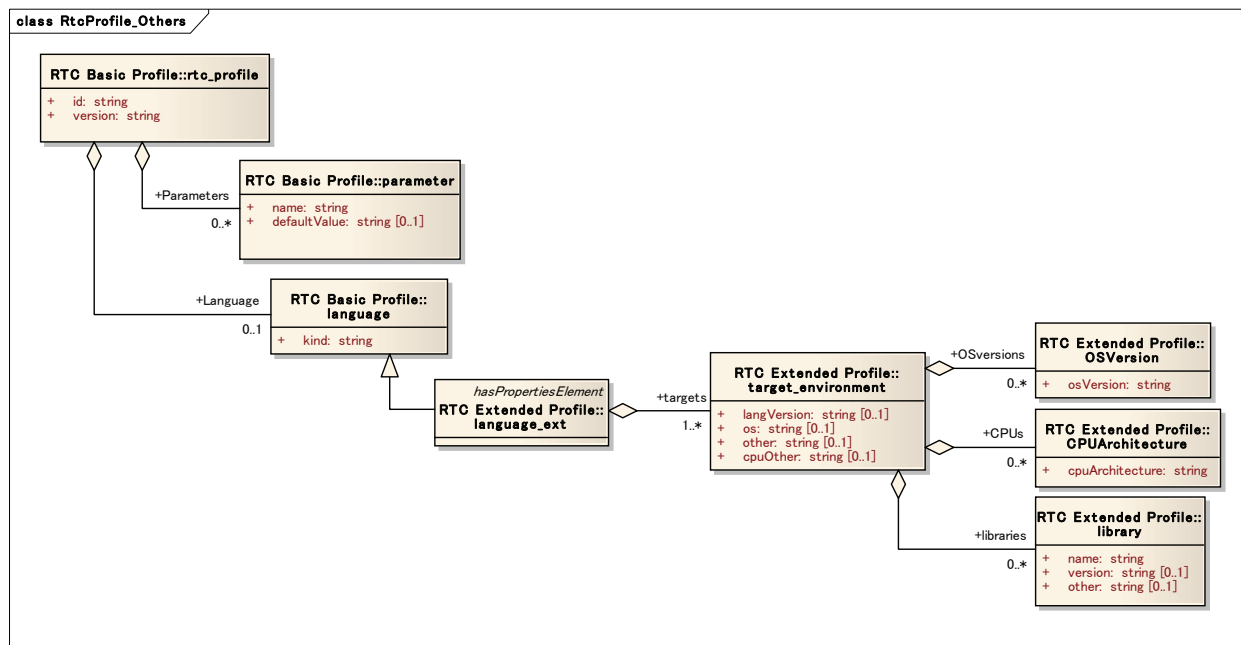 class RtcProfile_Others
RTC Basic Profile::rtc_profile
+ id: string
+ version: string
RTC Basic Profile::parameter
+ name: string
+ defaultValue: string [0..1]
+Parameters
0..*
RTC Basic Profile::
language
+ kind: string
+Language
0..1
hasPropertiesElement
RTC Extended Profile::
language_ext
+targets
1..*
RTC Extended Profile::
target_environment
+ langVersion: string [0..1]
+ os: string [0..1]
+ other: string [0..1]
+ cpuOther: string [0..1]
+OSversions
0..*
RTC Extended Profile::
OSVersion
+ osVersion: string
+CPUs
0..*
RTC Extended Profile::
CPUArchitecture
+ cpuArchitecture: string
+libraries
0..*
RTC Extended Profile::
library
+ name: string
+ version: string [0..1]
+ other: string [0..1]